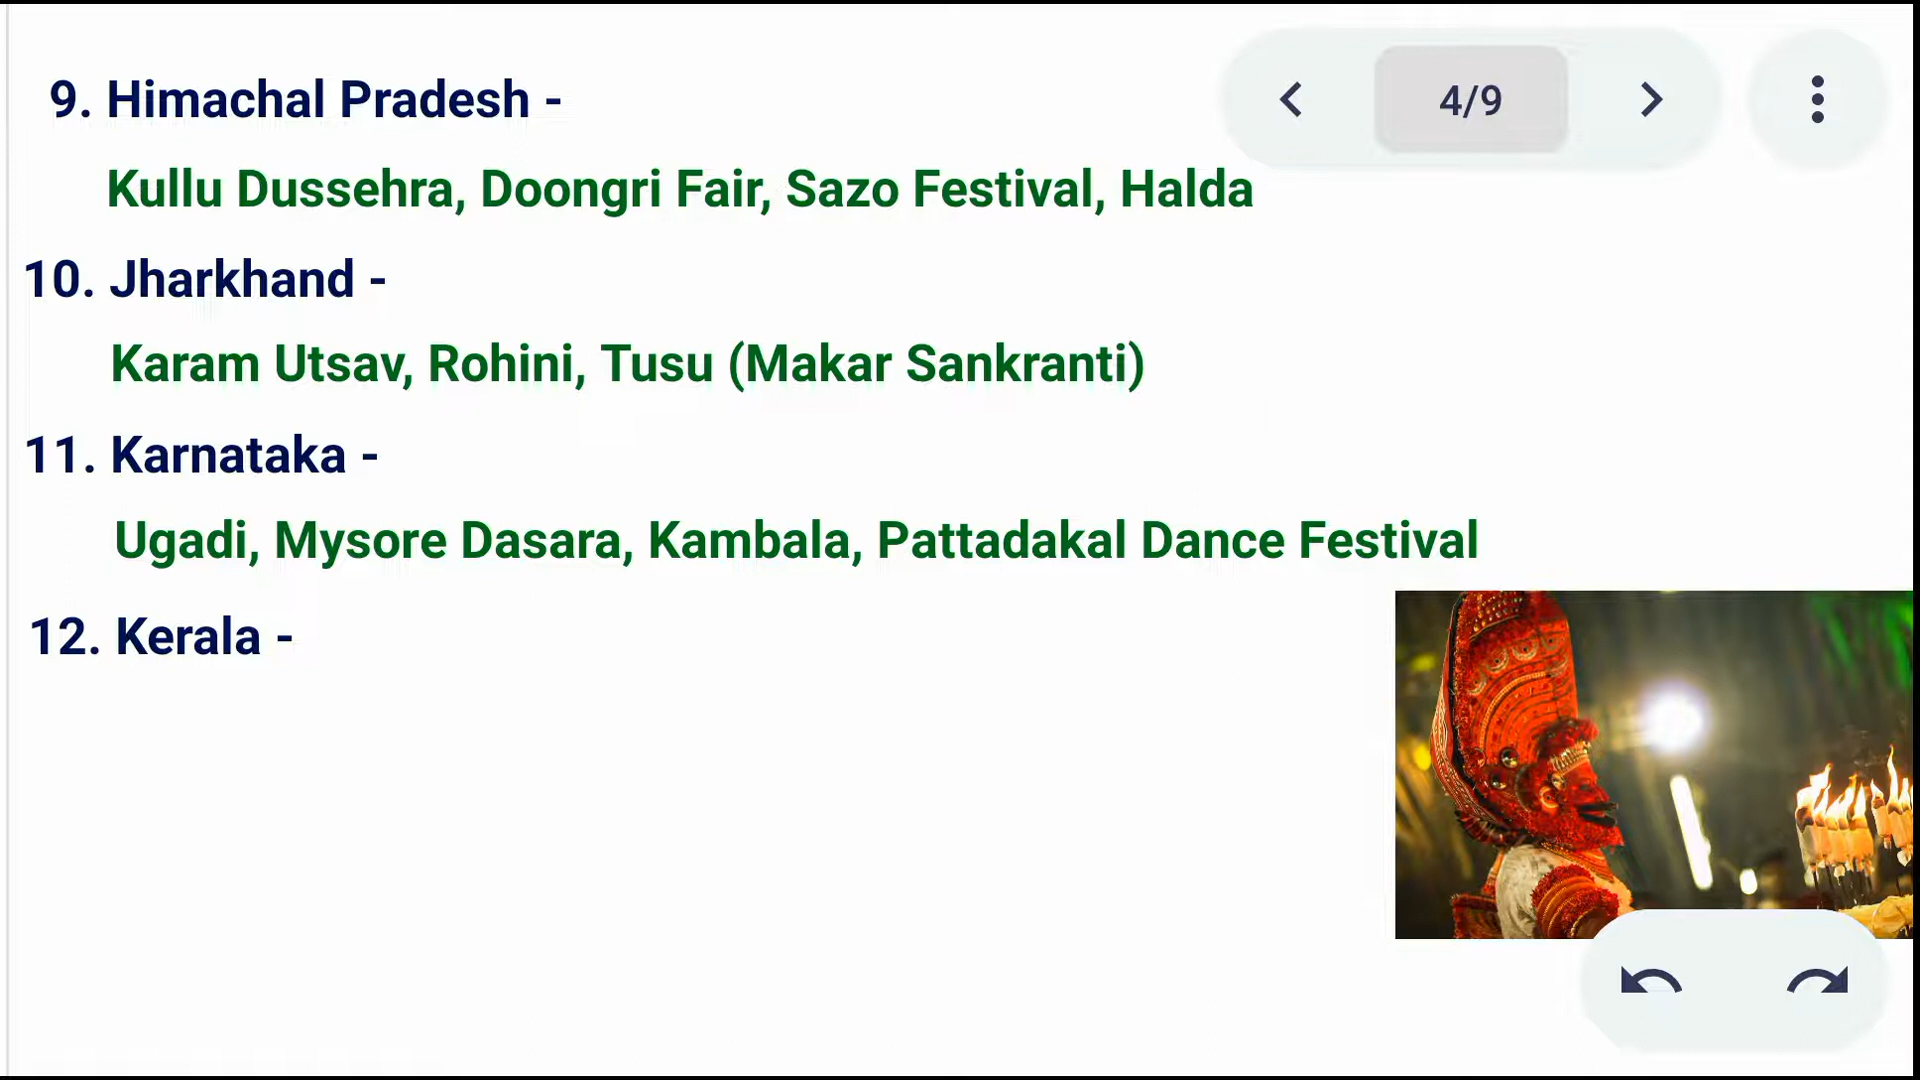 9. Himachal Pradesh -
4/9
Kullu Dussehra, Doongri Fair, Sazo Festival, Halda
10. Jharkhand -
Karam Utsav, Rohini, Tusu (Makar Sankranti)
11. Karnataka -
Ugadi, Mysore Dasara, Kambala, Pattadakal Dance Festival
12. Kerala -